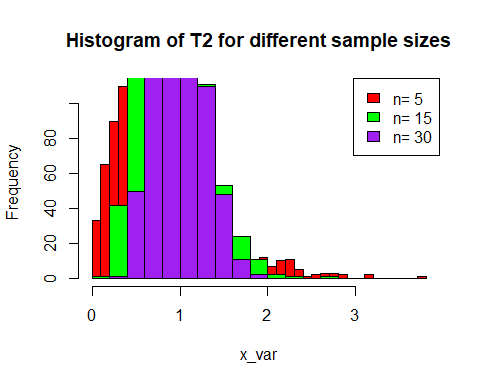 Histogram of T2 for different sample sizes
n= 5
n= 15
n= 30
Frequency
80
60
40
20
0
0 1 2 3
x_var